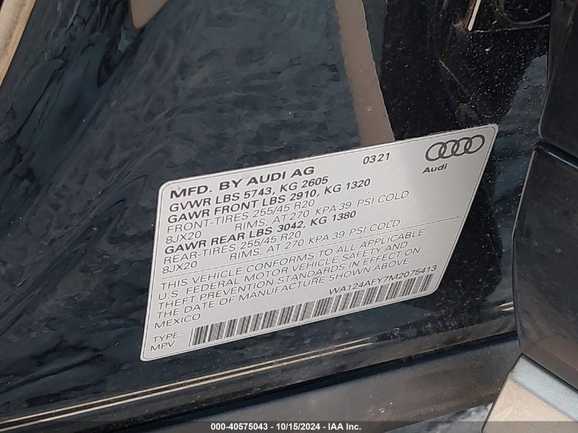 MFD. BY AUDI AG 03 21
Audi
GVWR LBS 5743, KG 2605
GAWR FRONT LBS 2910, KG 1320
FRONT-TIRES 255/45 R20
8JX20 RIMS, AT 270 KPA 39 PSI COLD
GAWR REAR LBS 3042, KG 1380
REAR-TIRES 255/45 R20
8JX20 RIMS, AT 270 KPA 39 PSI COLD
THIS VEHICLE CONFORMS TO ALL APPLICABLE
U.S. FEDERAL MOTOR VEHICLE SAFETY AND
THEFT PREVENTION STANDARDS IN EFFECT ON
THE DATE OF MANUFACTURE SHOWN ABOVE.
MEXICO WA124AFY7M2075413
TYPE
MPV
000-40575043 - 10/15/2024 - IAA Inc.